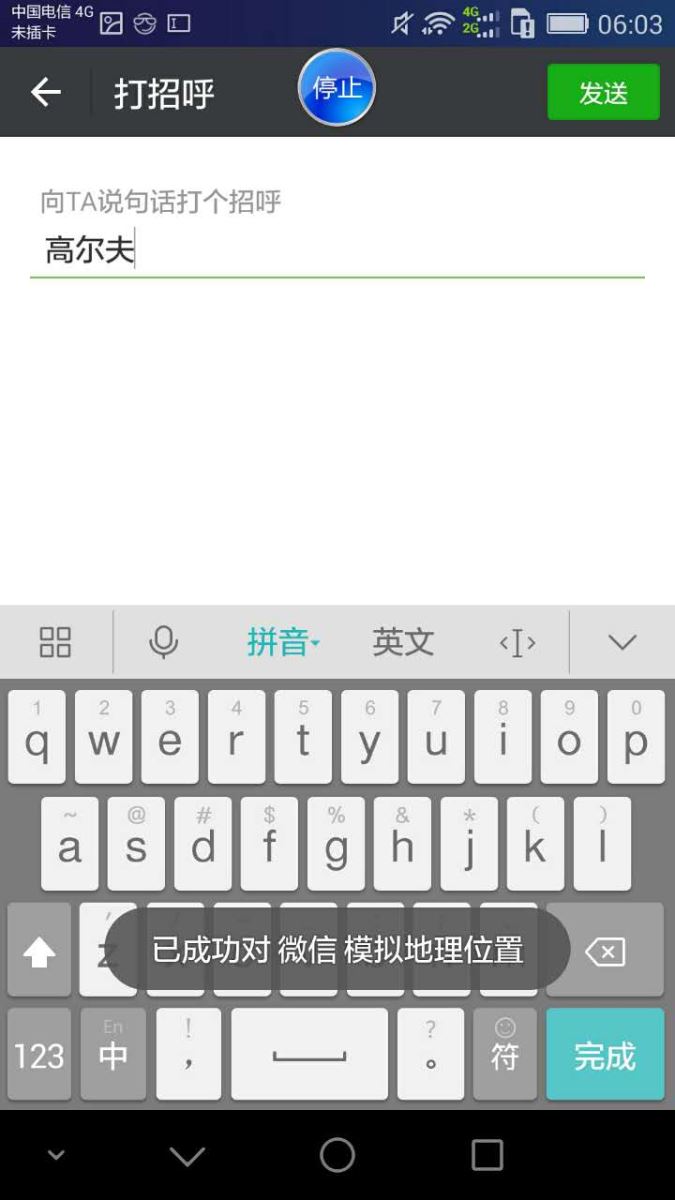 中国电信 4G
未插卡
4G
2G
06:03
打招呼
停止
发送
向TA说句话打个招呼
高尔夫
拼音
英文
1 2 3 4 5 6 7 8 9 0
q w e r t y u i o p
~ @ # $ % & * ( )
a s d f g h j k l
z
已成功对 微信 模拟地理位置
En ! ?
123 中 , 。 符 完成